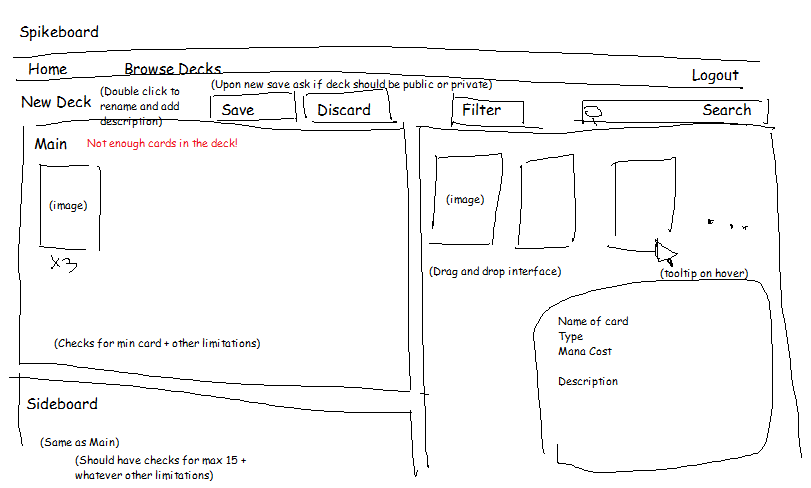 Spikeboard
Home Browse Decks Logout
New Deck (Double click to
rename and add
description)
(Upon new save ask if deck should be public or private)
Save Discard Filter Search
Main Not enough cards in the deck!
(image)
x3
(Checks for min card + other limitations)
(image)
(Drag and drop interface) (tooltip on hover)
Name of card
Type
Mana Cost
Description
Sideboard
(Same as Main)
(Should have checks for max 15 +
whatever other limitations)